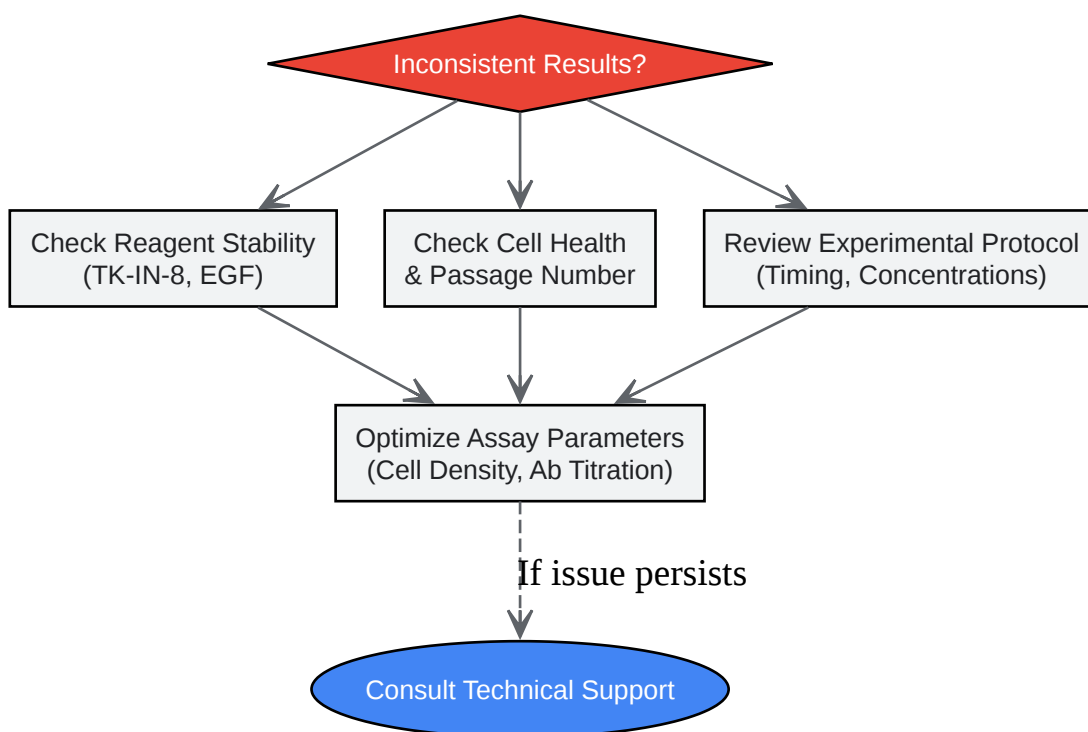 Inconsistent Results?
Check Reagent Stability
(TK-IN-8, EGF)
Check Cell Health
& Passage Number
Review Experimental Protocol
(Timing, Concentrations)
Optimize Assay Parameters
(Cell Density, Ab Titration)
If issue persists
Consult Technical Support